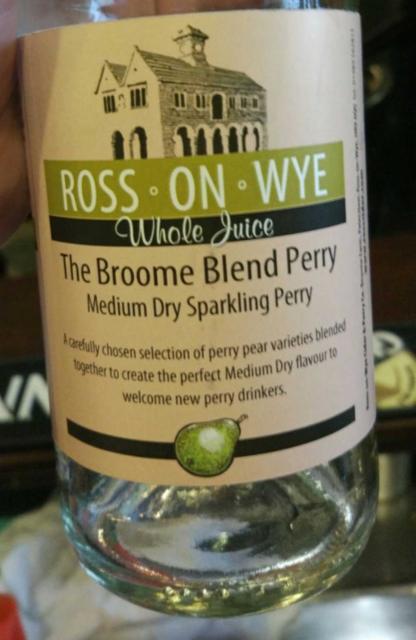 ROSS • ON • WYE
Whole Juice
The Broome Blend Perry
Medium Dry Sparkling Perry
A carefully chosen selection of perry pear varieties blended
together to create the perfect Medium Dry flavour to
welcome new perry drinkers.